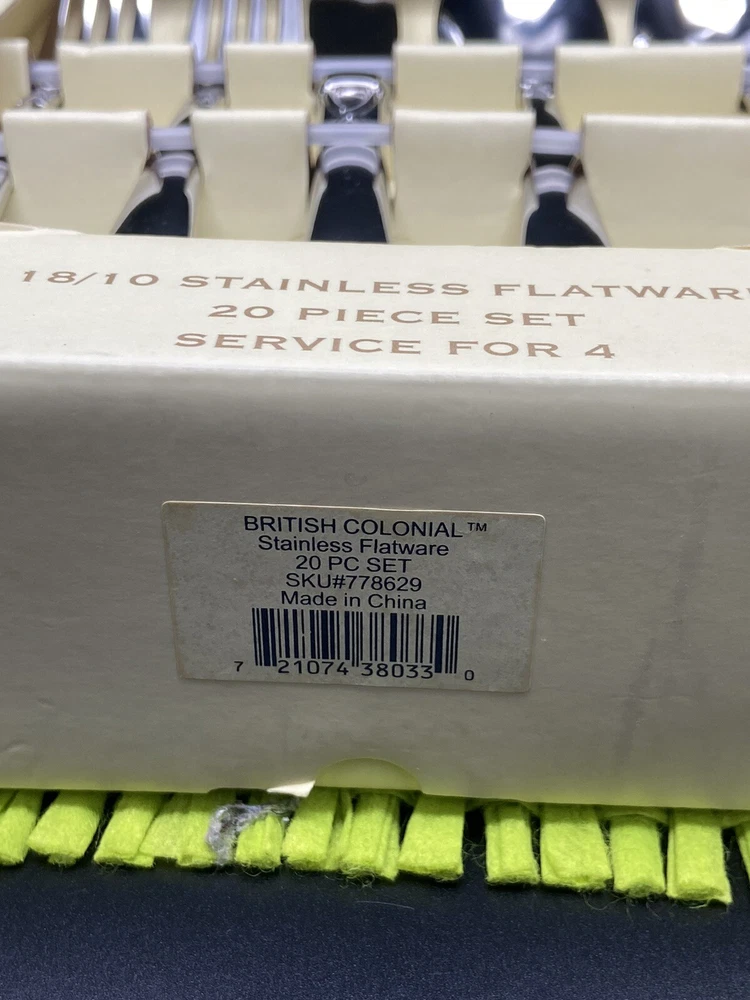 18/10 STAINLESS FLATWARE
20 PIECE SET
SERVICE FOR 4
BRITISH COLONIAL™
Stainless Flatware
20 PC SET
SKU#778629
Made in China
7 21074 38033 0